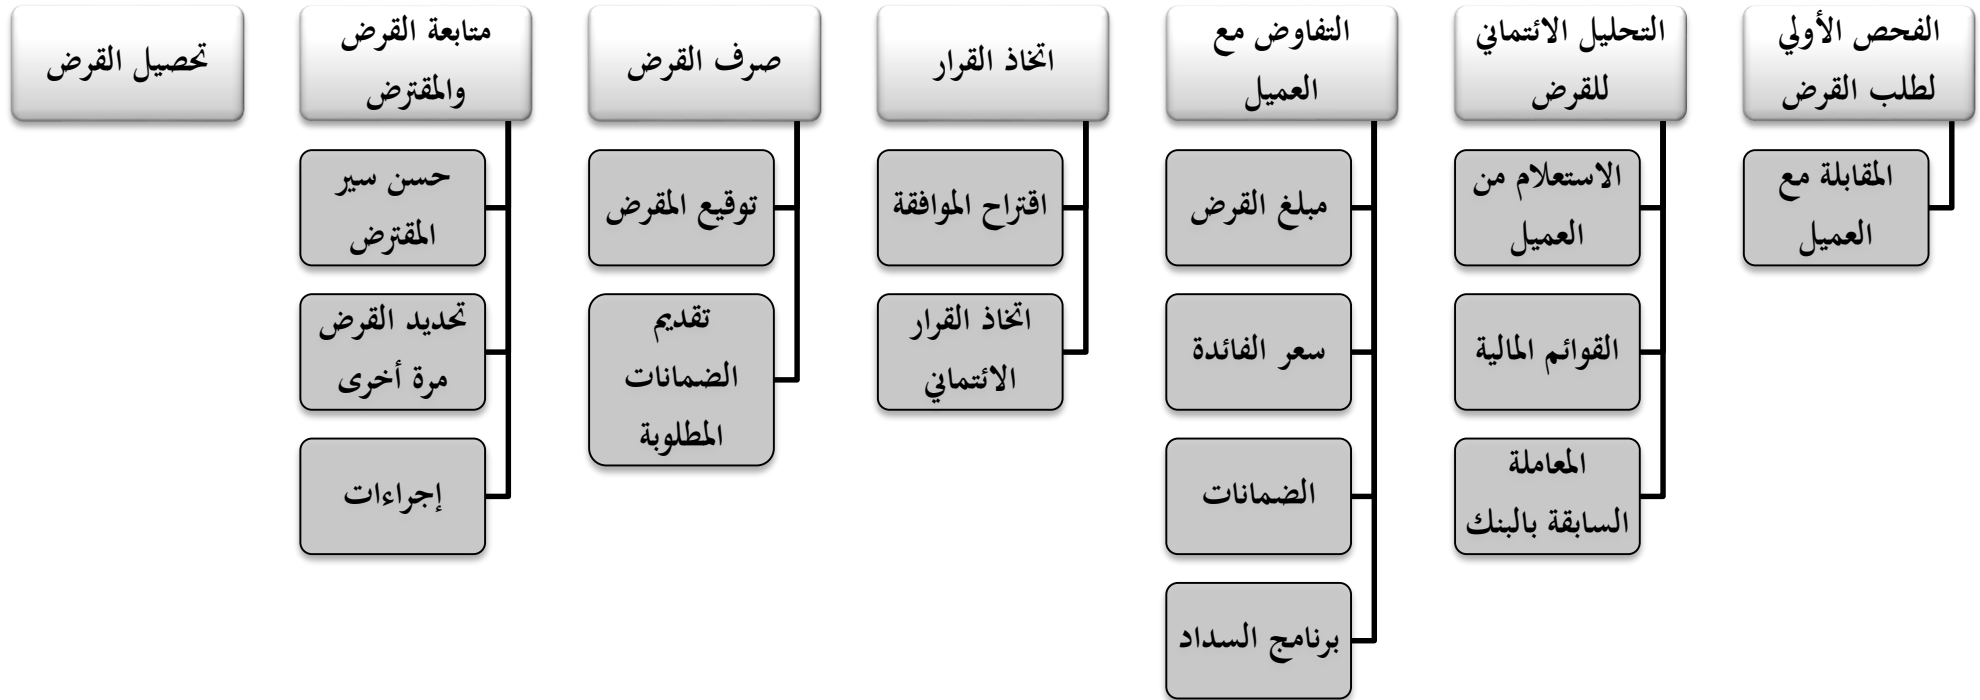 الفحص الأولي
لطلب القرض
المقابلة مع
العميل
التحليل الائتماني
للقرض
الاستعلام من
العميل
القوائم المالية
المعاملة
السابقة بالبنك
التفاوض مع
العميل
مبلغ القرض
سعر الفائدة
الضمانات
برنامج السداد
اتخاذ القرار
اقتراح الموافقة
اتخاذ القرار
الائتماني
صرف القرض
توقيع المقرض
تقديم
الضمانات
المطلوبة
متابعة القرض
والمقترض
حسن سير
المقترض
تحديد القرض
مرة أخرى
إجراءات
تحصيل القرض